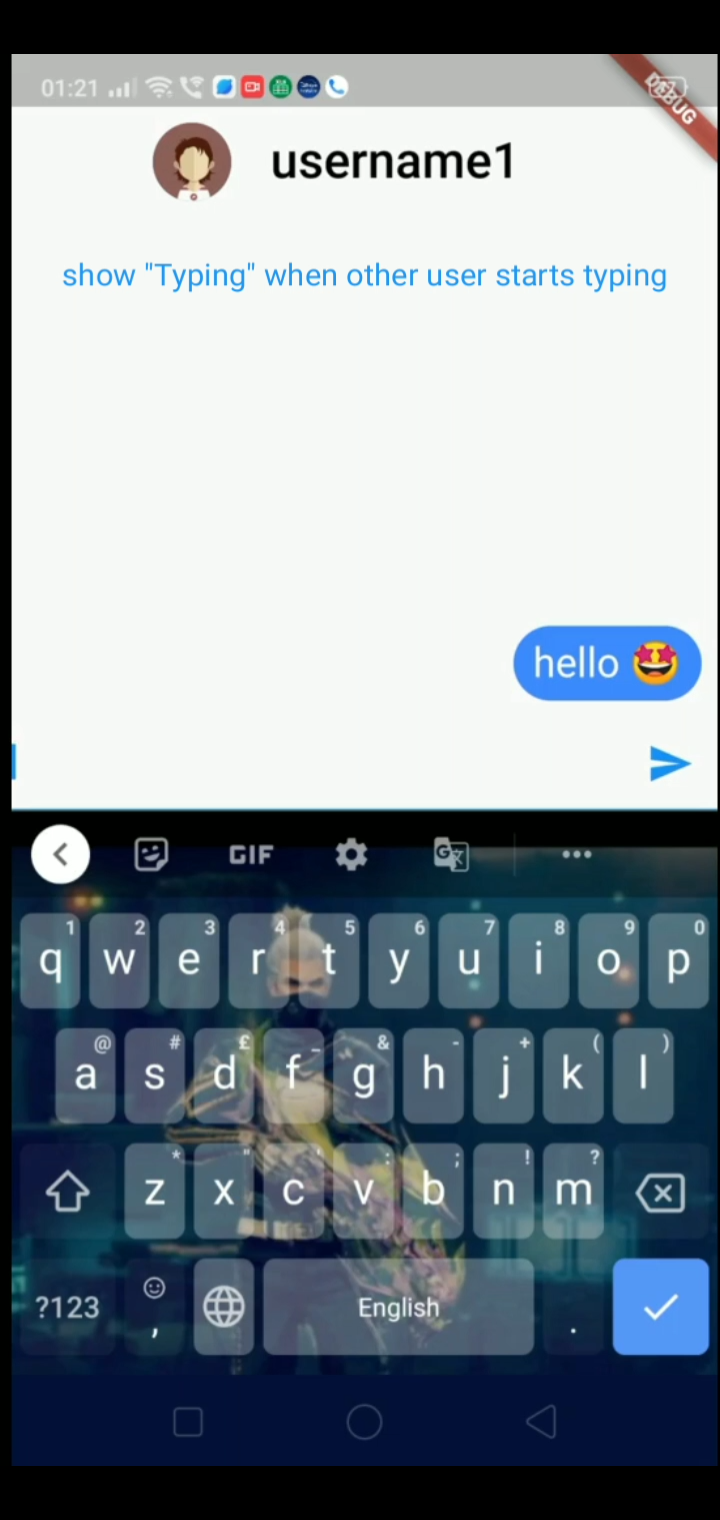 01:21
DEBUG
username1
show "Typing" when other user starts typing
hello 🤩
GIF
1 2 3 4 5 6 7 8 9 0
q w e r t y u i o p
@ # £ _ & - + ( )
a s d f g h j k l
* " ' : ; ! ?
z x c v b n m
?123 , English .